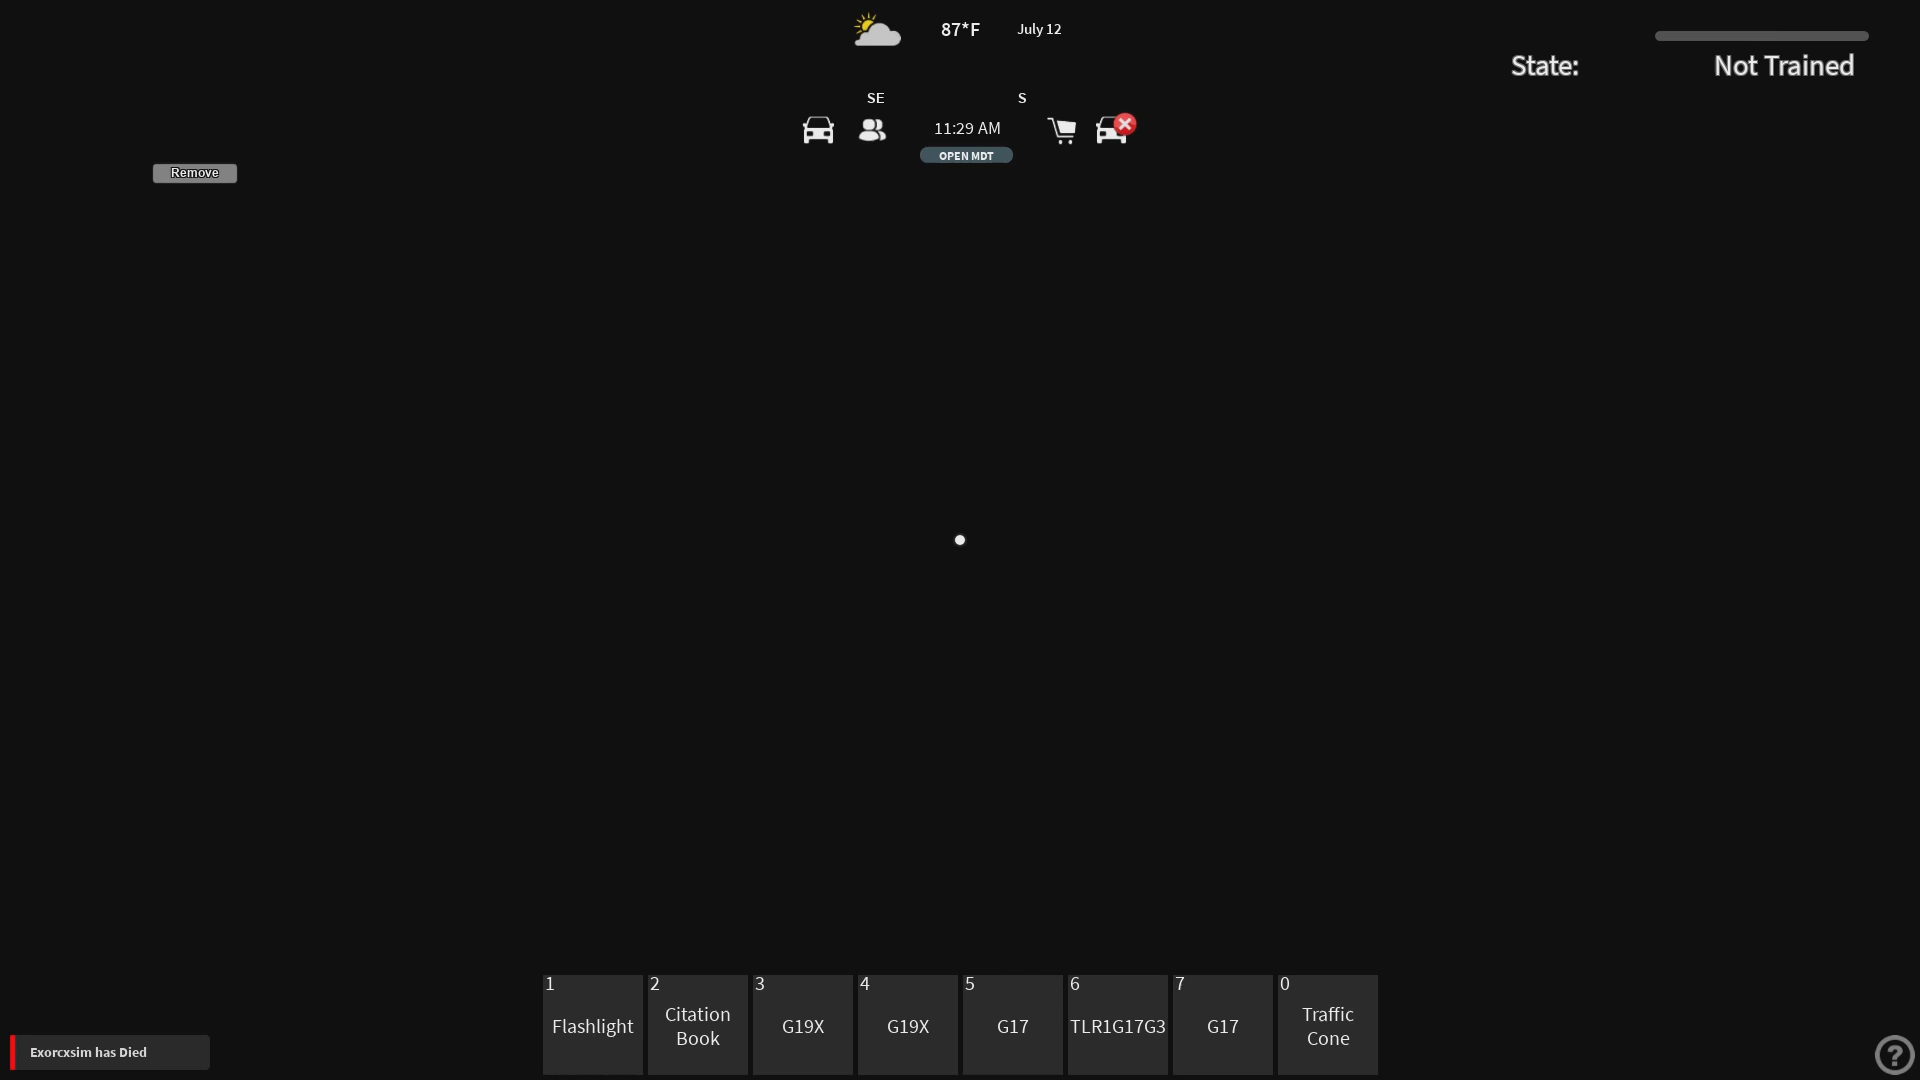 87*F
July 12
State:
Not Trained
SE
S
11:29 AM
OPEN MDT
Remove
1
Flashlight
2
Citation
Book
3
G19X
4
G19X
5
G17
6
TLR1G17G3
7
G17
0
Traffic
Cone
Exorcxsim has Died
?